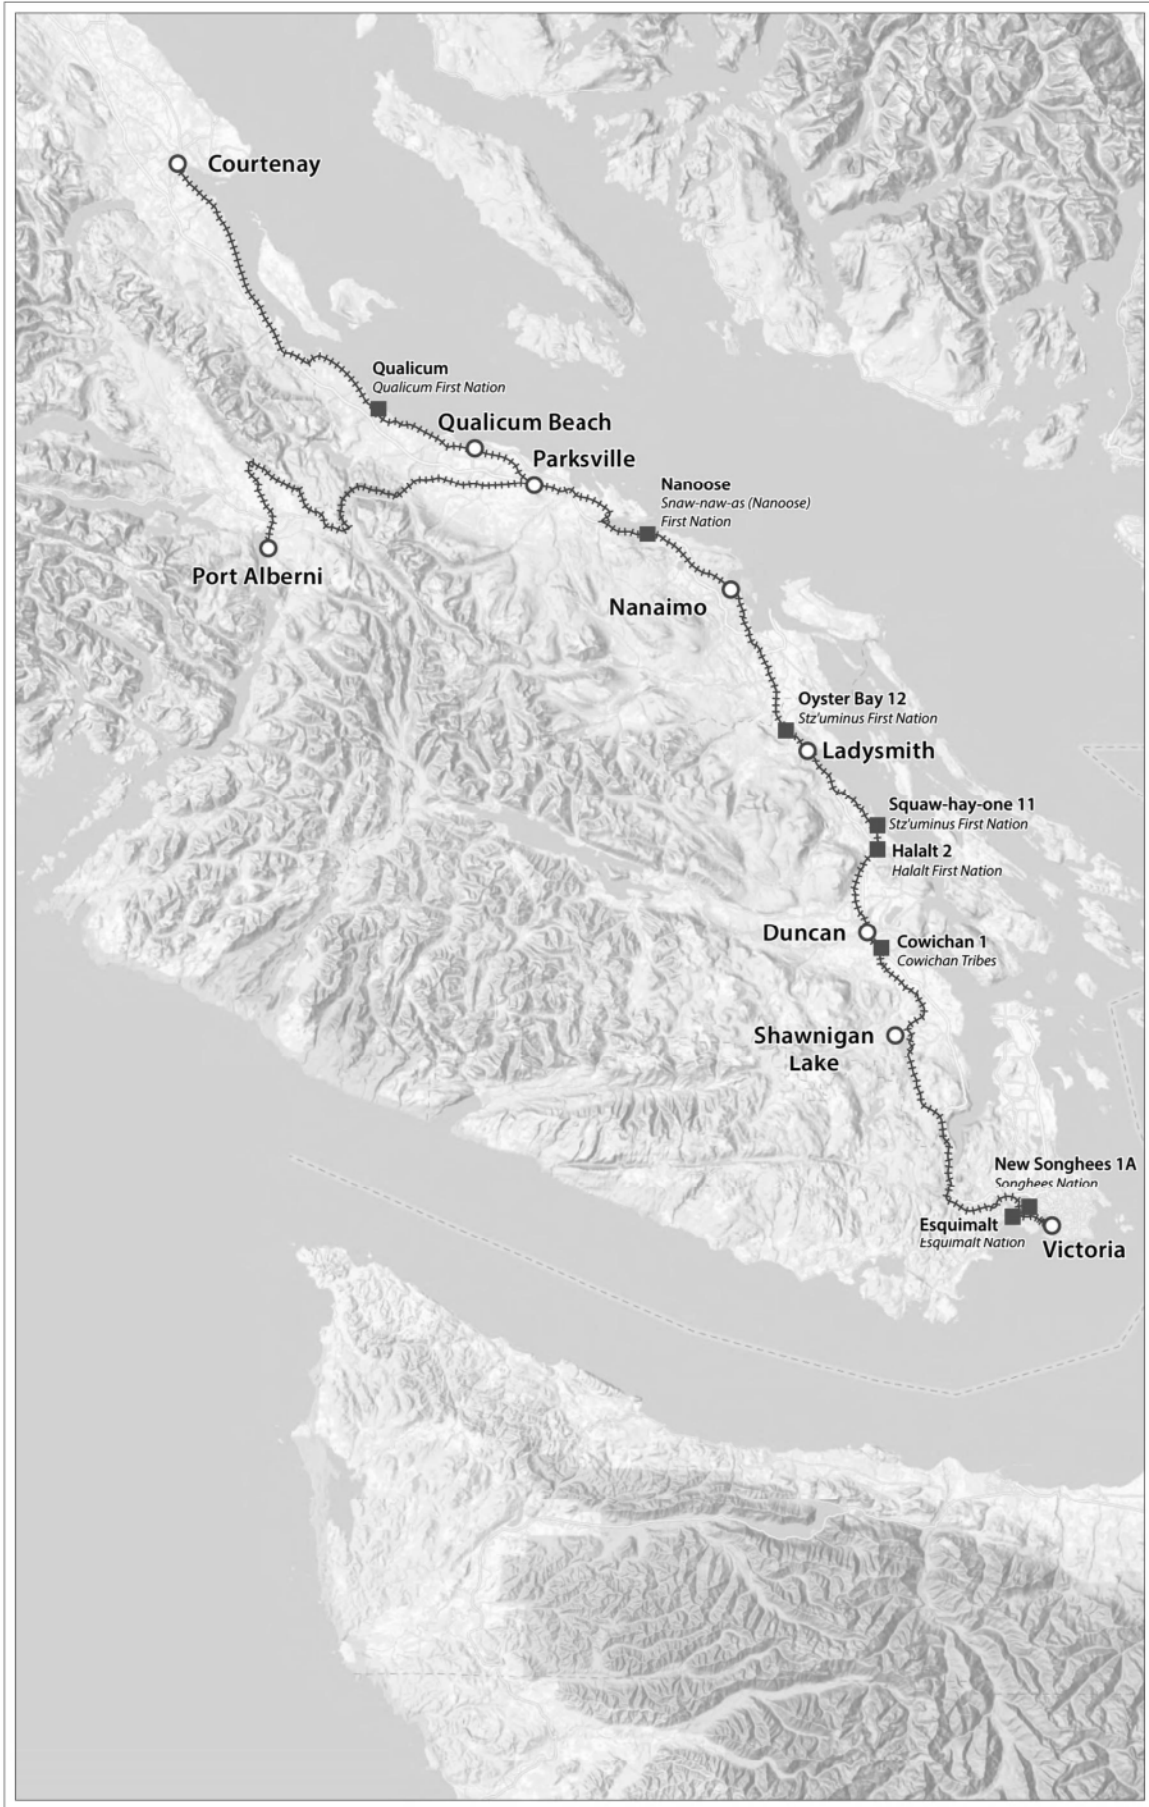 Courtenay
Qualicum
Qualicum First Nation
Qualicum Beach
Parksville
Nanoose
Snaw-naw-as (Nanoose)
First Nation
Port Alberni
Nanaimo
Oyster Bay 12
Stz'uminus First Nation
Ladysmith
Squaw-hay-one 11
Stz'uminus First Nation
Halalt 2
Halalt First Nation
Duncan
Cowichan 1
Cowichan Tribes
Shawnigan
Lake
New Songhees 1A
Songhees Nation
Esquimalt
Esquimalt Nation
Victoria